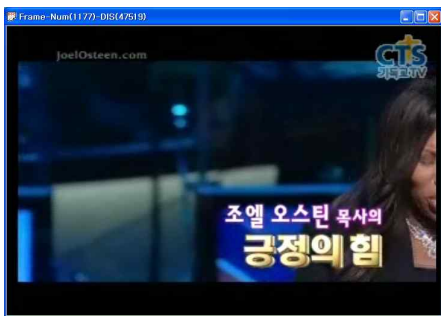 Frame-Num(1177)-DIS(47519)
JoelOsteen.com
CTS
기독교TV
조엘 오스틴 목사의
긍정의 힘